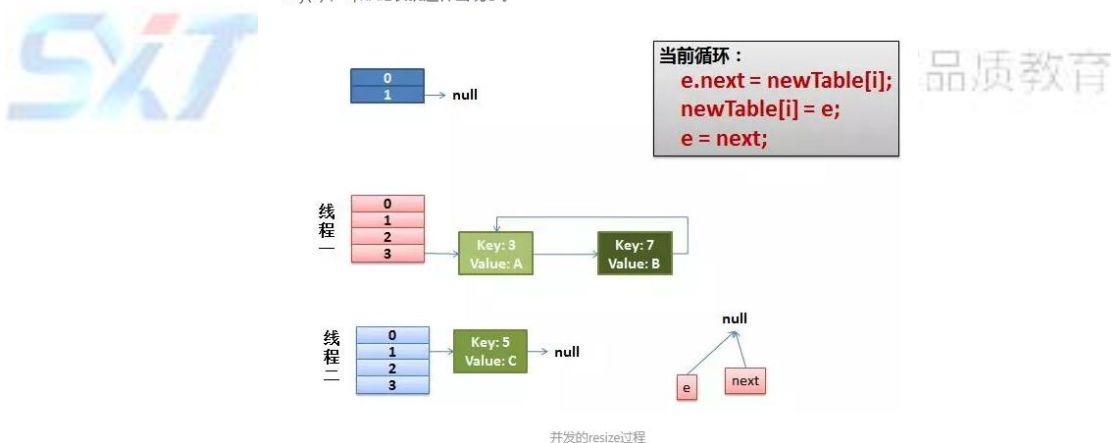 SXT
品质教育
当前循环：
e.next = newTable[i];
newTable[i] = e;
e = next;
0
1
null
线程一
0
1
2
3
Key: 3
Value: A
Key: 7
Value: B
线程二
0
1
2
3
Key: 5
Value: C
null
null
e
next
并发的resize过程